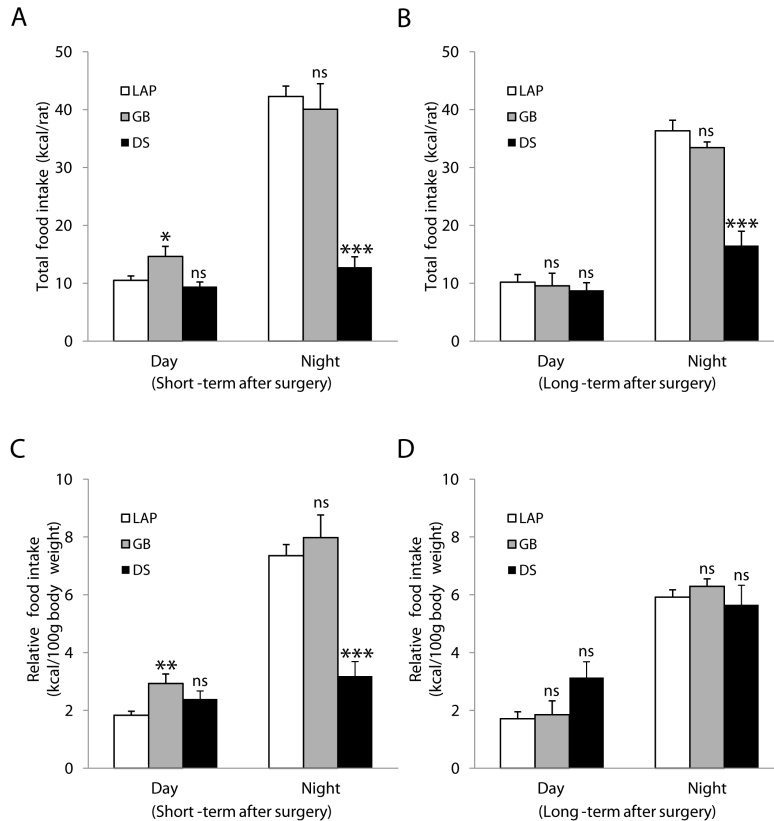 A
Total food intake (kcal/rat)
50
40
30
20
10
0
LAP
GB
DS
*
ns
ns
***
Day
Night
(Short -term after surgery)
B
Total food intake (kcal/rat)
50
40
30
20
10
0
LAP
GB
DS
ns
ns
ns
***
Day
Night
(Long -term after surgery)
C
Relative food intake
(kcal/100g body weight)
10
8
6
4
2
0
LAP
GB
DS
**
ns
ns
***
Day
Night
(Short -term after surgery)
D
Relative food intake
(kcal/100g body weight)
10
8
6
4
2
0
LAP
GB
DS
ns
ns
ns
ns
Day
Night
(Long -term after surgery)